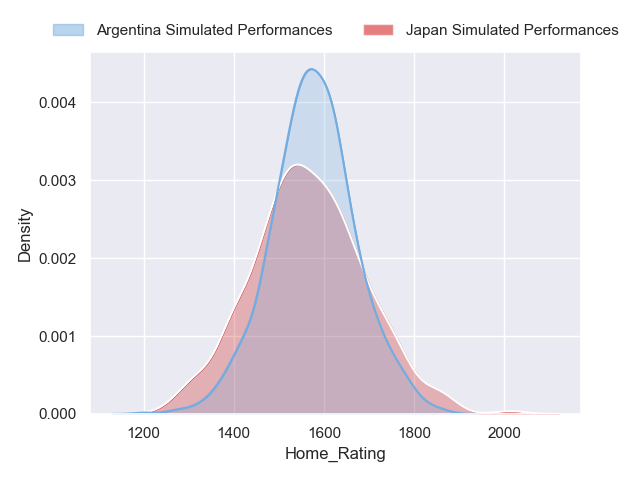 Argentina Simulated Performances Japan Simulated Performances
0.004
0.003
0.002
0.001
0.000
Density
1200 1400 1600 1800 2000
Home_Rating